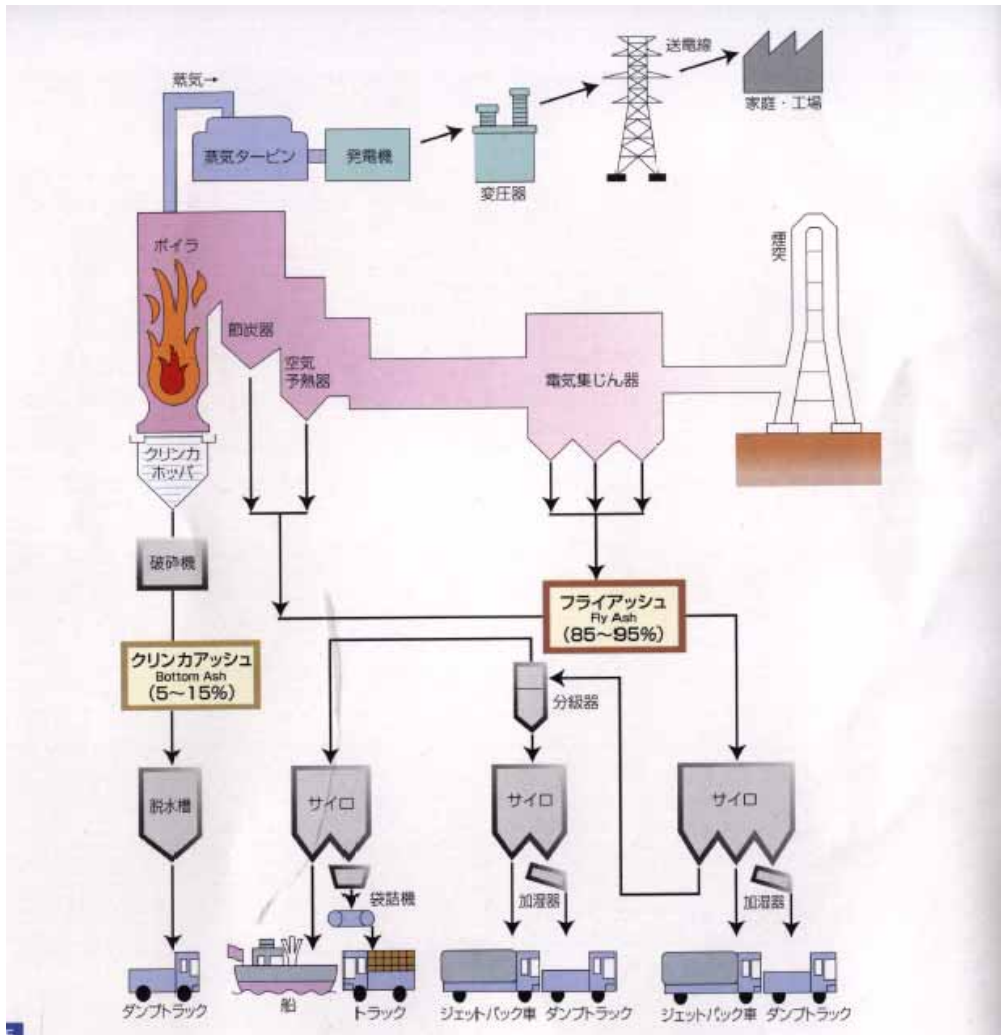 送電線
家庭・工場
蒸気→
蒸気タービン
発電機
変圧器
ボイラ
煙突
節炭器
空気
予熱器
電気集じん器
クリンカ
ホッパ
破砕機
フライアッシュ
Fly Ash
(85～95%)
クリンカアッシュ
Bottom Ash
(5～15%)
分級器
脱水槽
サイロ
サイロ
サイロ
袋詰機
加湿器
加湿器
ダンプトラック
船
トラック
ジェットパック車
ダンプトラック
ジェットパック車
ダンプトラック